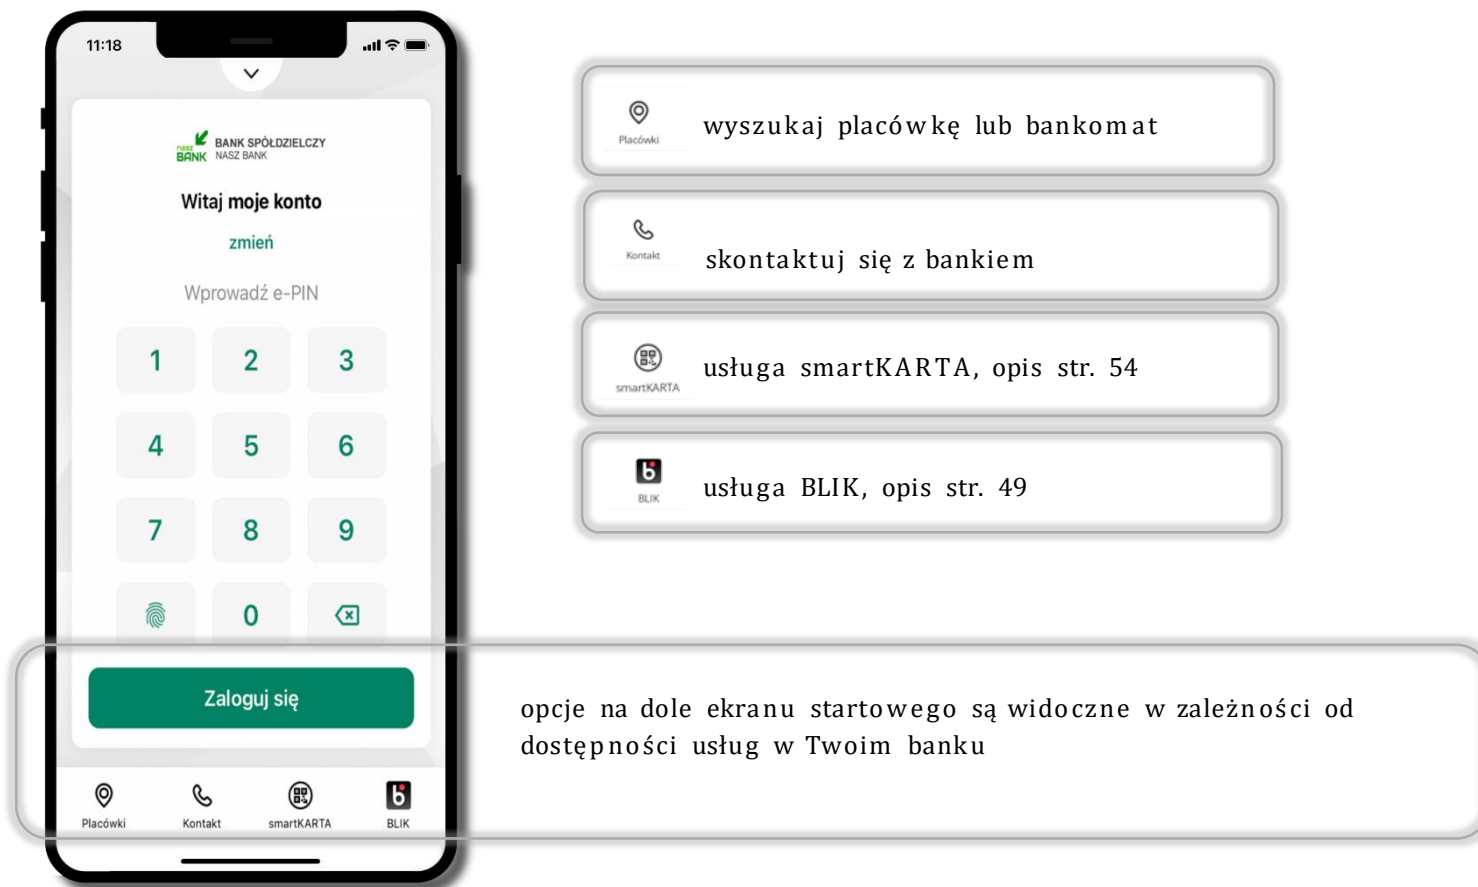 11:18
nasz BANK
BANK SPÓŁDZIELCZY
NASZ BANK
Witaj moje konto
zmień
Wprowadź e-PIN
1 2 3
4 5 6
7 8 9
0
Zaloguj się
Placówki Kontakt smartKARTA BLIK
Placówki
wyszukaj placówkę lub bankomat
Kontakt
skontaktuj się z bankiem
smartKARTA
usługa smartKARTA, opis str. 54
BLIK
usługa BLIK, opis str. 49
opcje na dole ekranu startowego są widoczne w zależności od
dostępności usług w Twoim banku